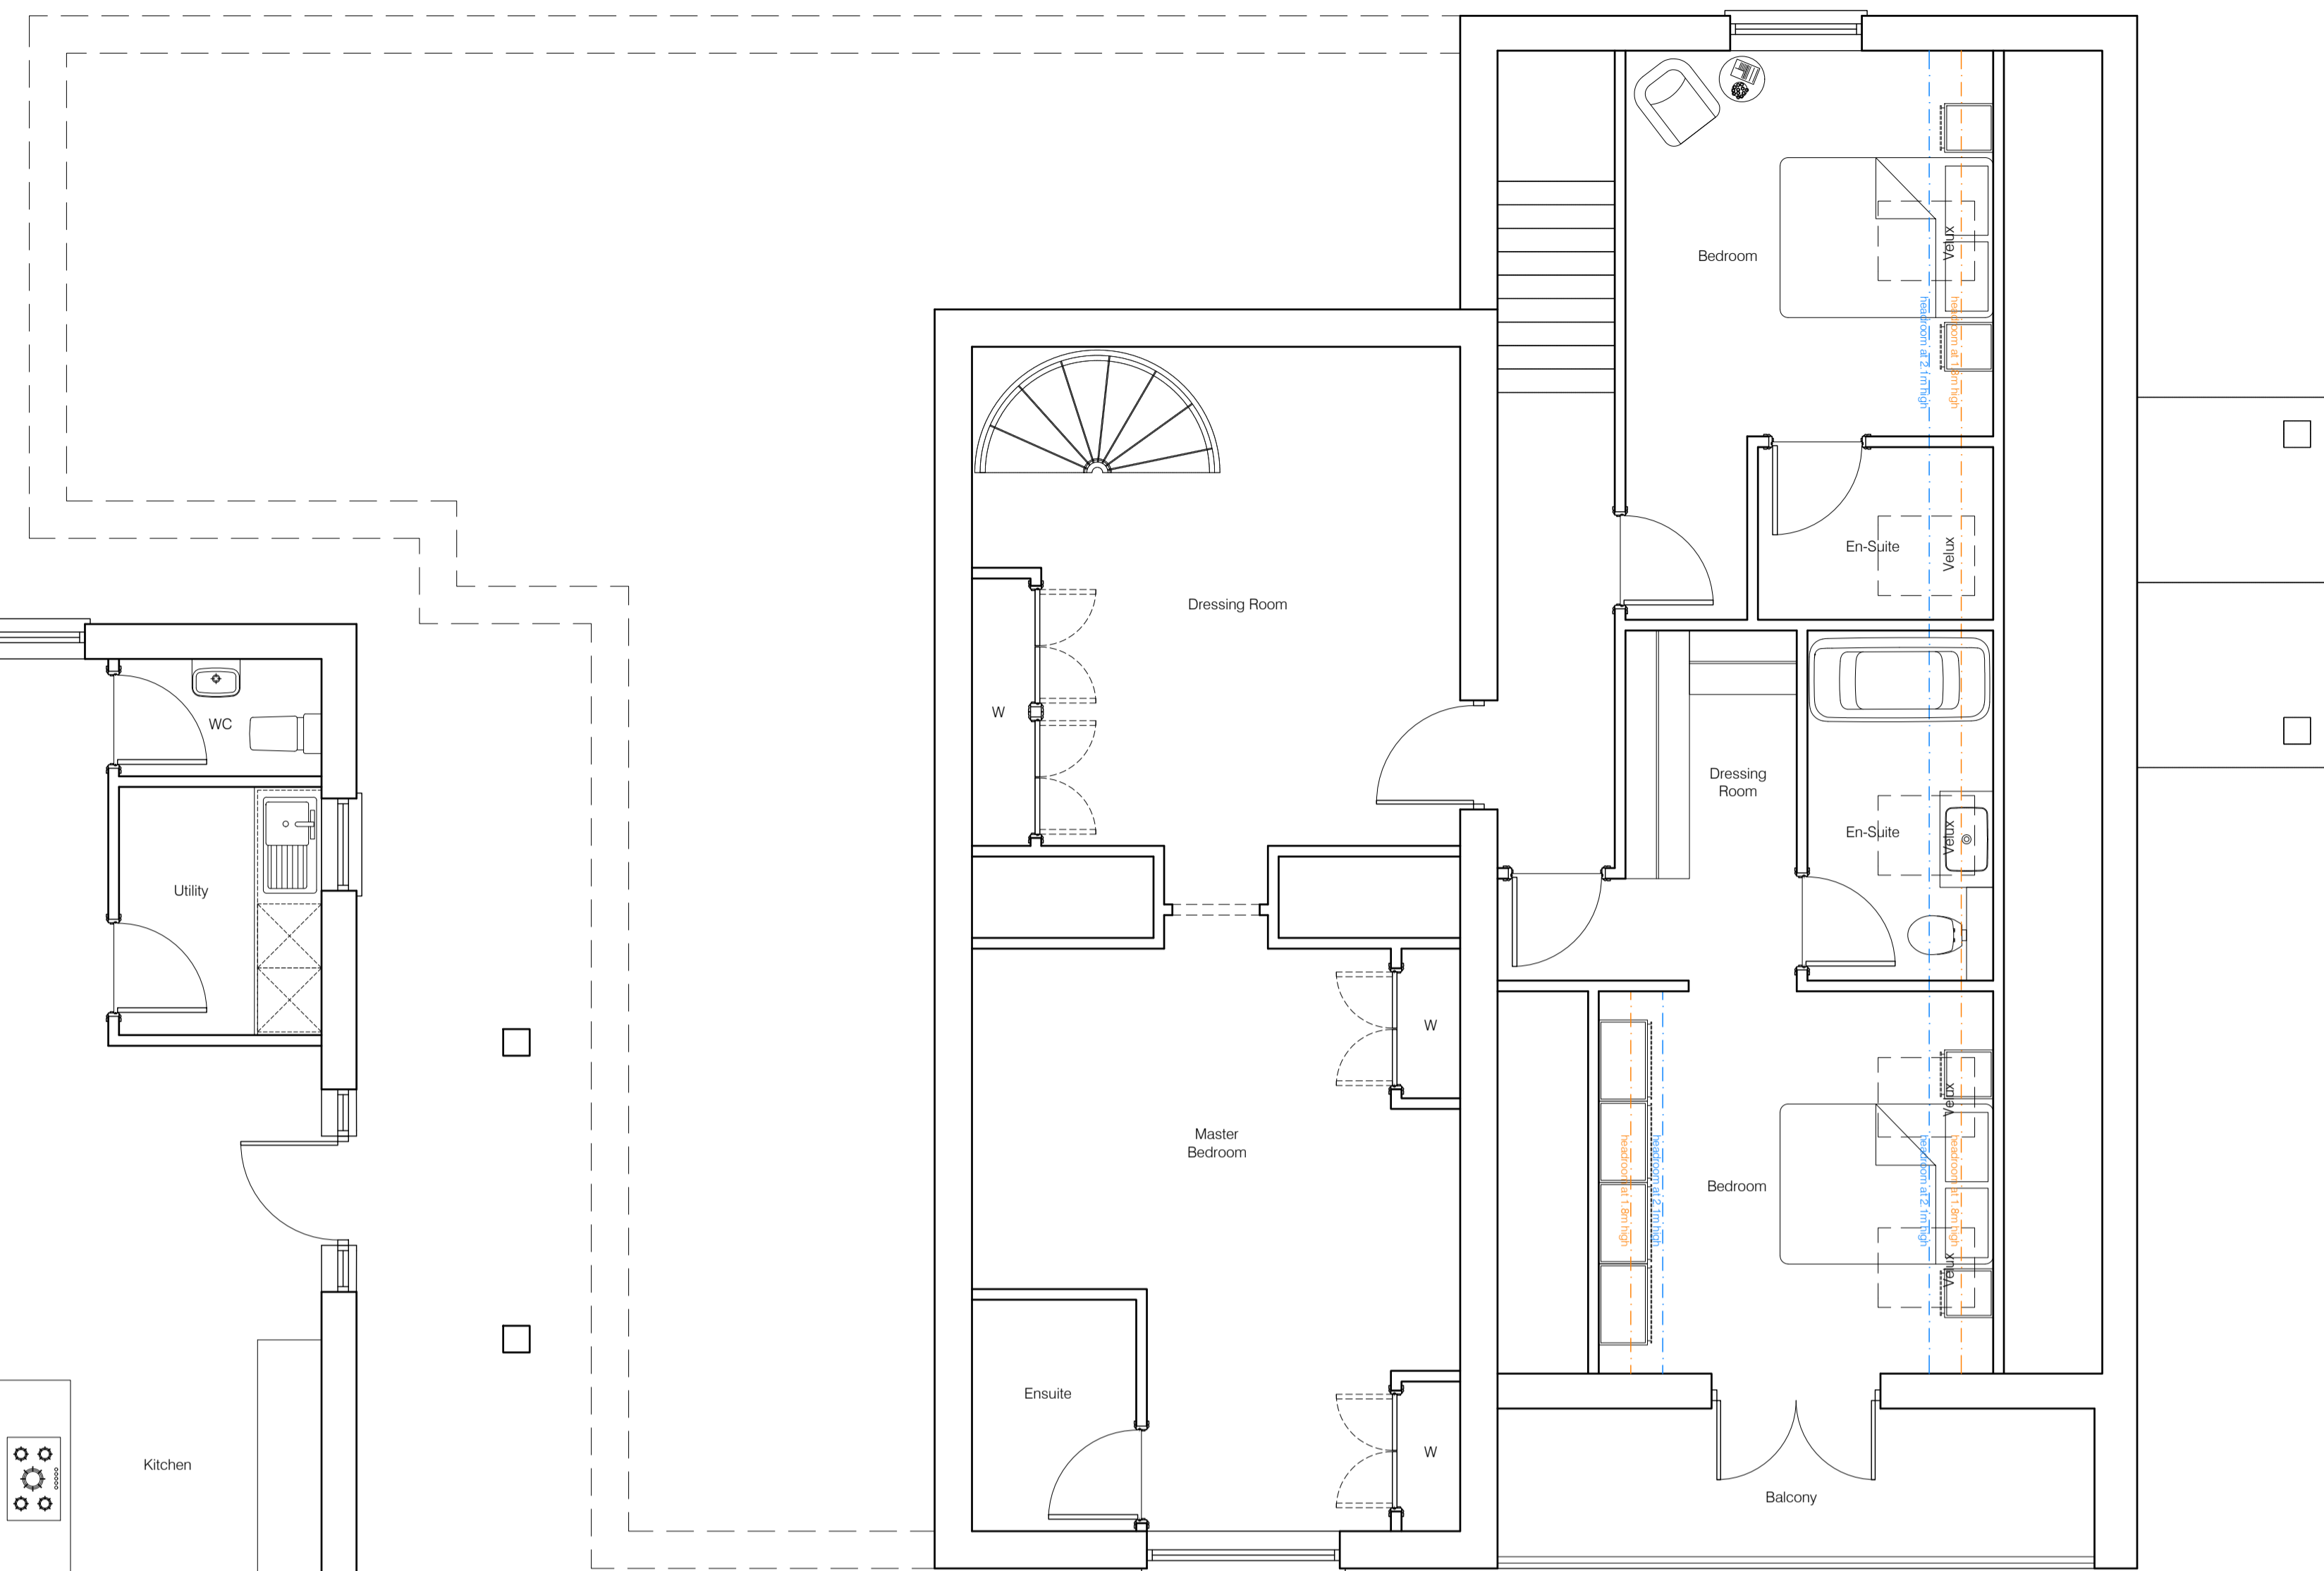 Bedroom
Velux
headroom at 2.1m high
headroom at 1.8m high
En-Suite
Velux
Dressing Room
W
WC
Dressing
Room
En-Suite
Velux
Utility
W
Master
Bedroom
Velux
headroom at 1.8m high
headroom at 2.1m high
Bedroom
headroom at 2.1m high
headroom at 1.8m high
Velux
Ensuite
W
Kitchen
Balcony